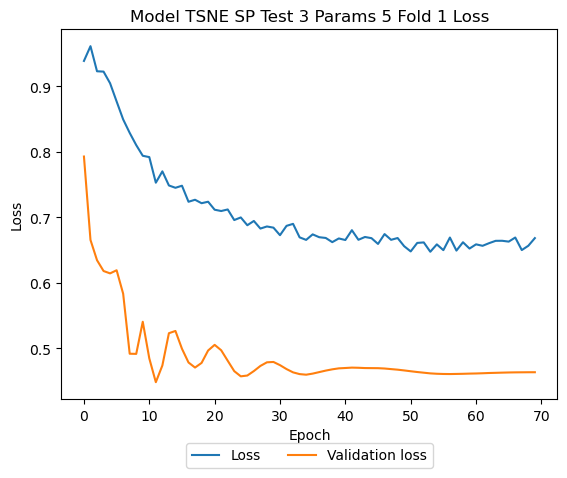 Model TSNE SP Test 3 Params 5 Fold 1 Loss
Loss
0.9
0.8
0.7
0.6
0.5
0 10 20 30 40 50 60 70
Epoch
Loss Validation loss